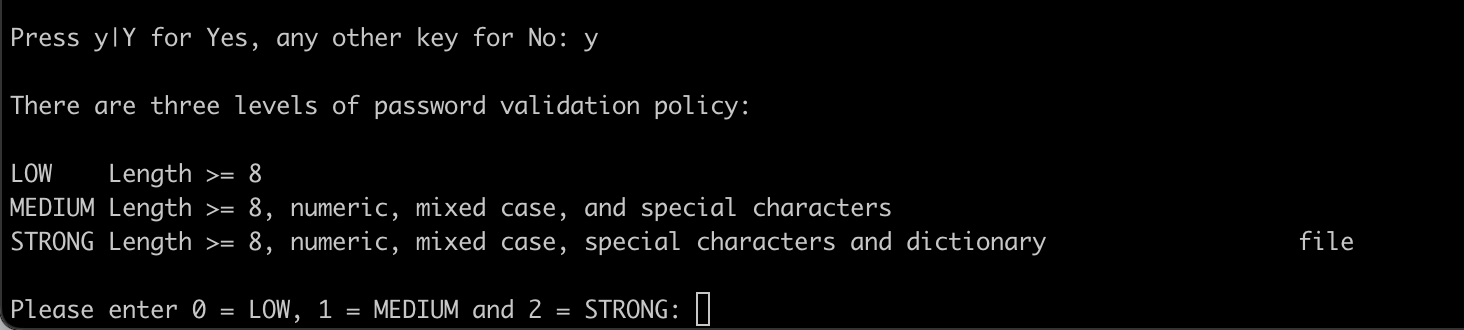 Press y|Y for Yes, any other key for No: y
There are three levels of password validation policy:
LOW    Length >= 8
MEDIUM Length >= 8, numeric, mixed case, and special characters
STRONG Length >= 8, numeric, mixed case, special characters and dictionary                  file
Please enter 0 = LOW, 1 = MEDIUM and 2 = STRONG: